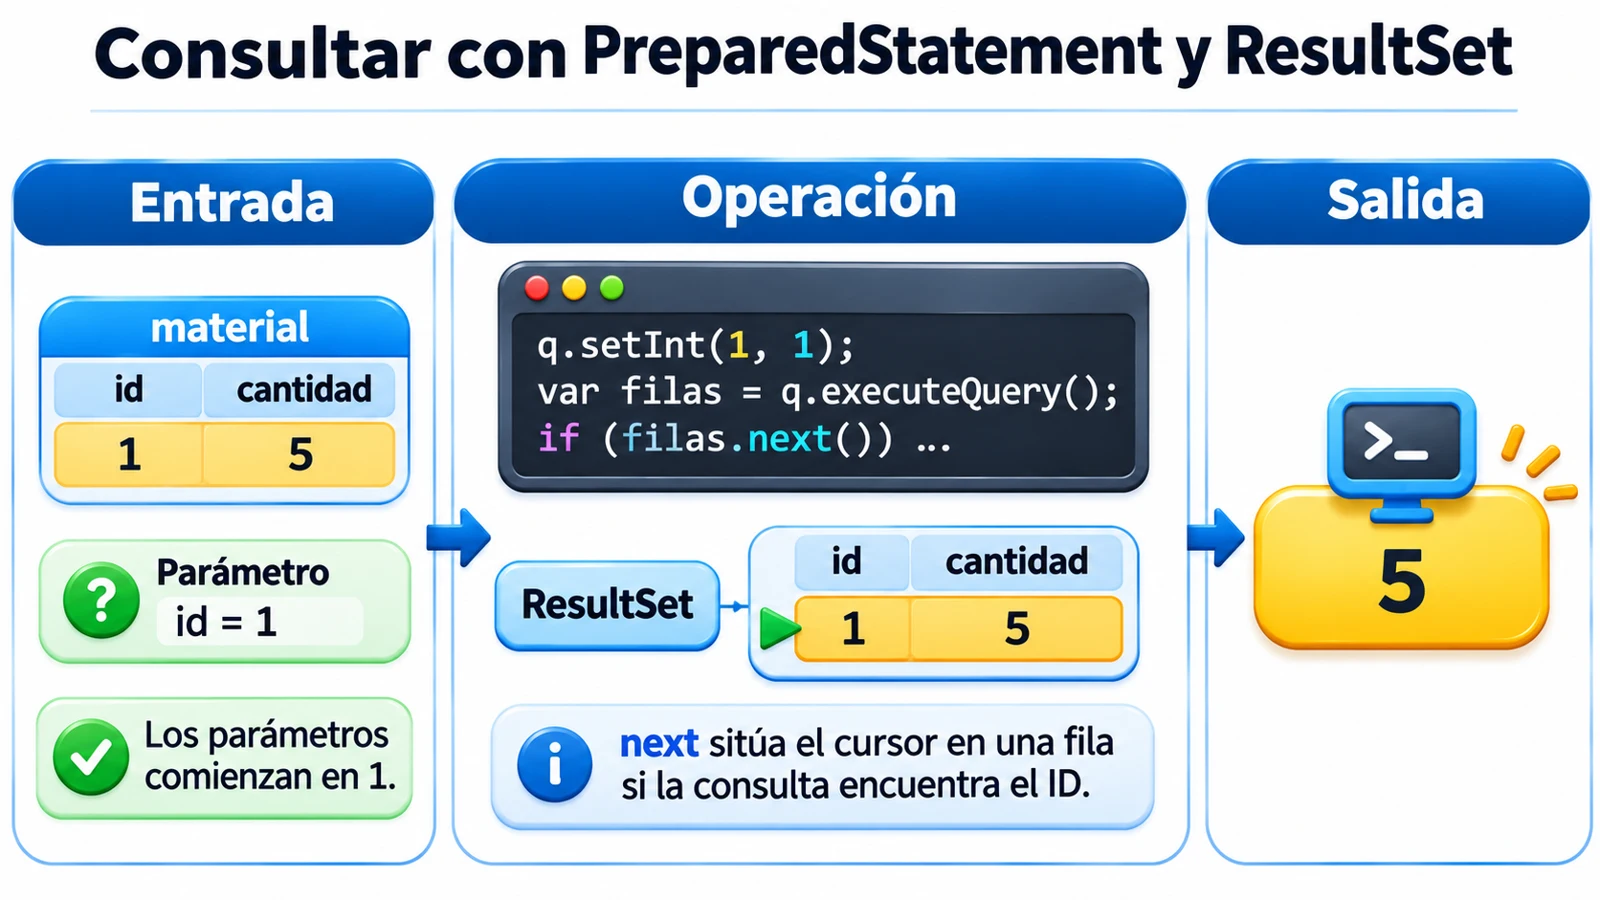 Consultar con PreparedStatement y ResultSet
Entrada
material
id cantidad
1 5
?
Parámetro
id = 1
Los parámetros
comienzan en 1.
Operación
q.setInt(1, 1);
var filas = q.executeQuery();
if (filas.next()) …
ResultSet
id cantidad
1 5
i
next sitúa el cursor en una fila
si la consulta encuentra el ID.
Salida
>_
5